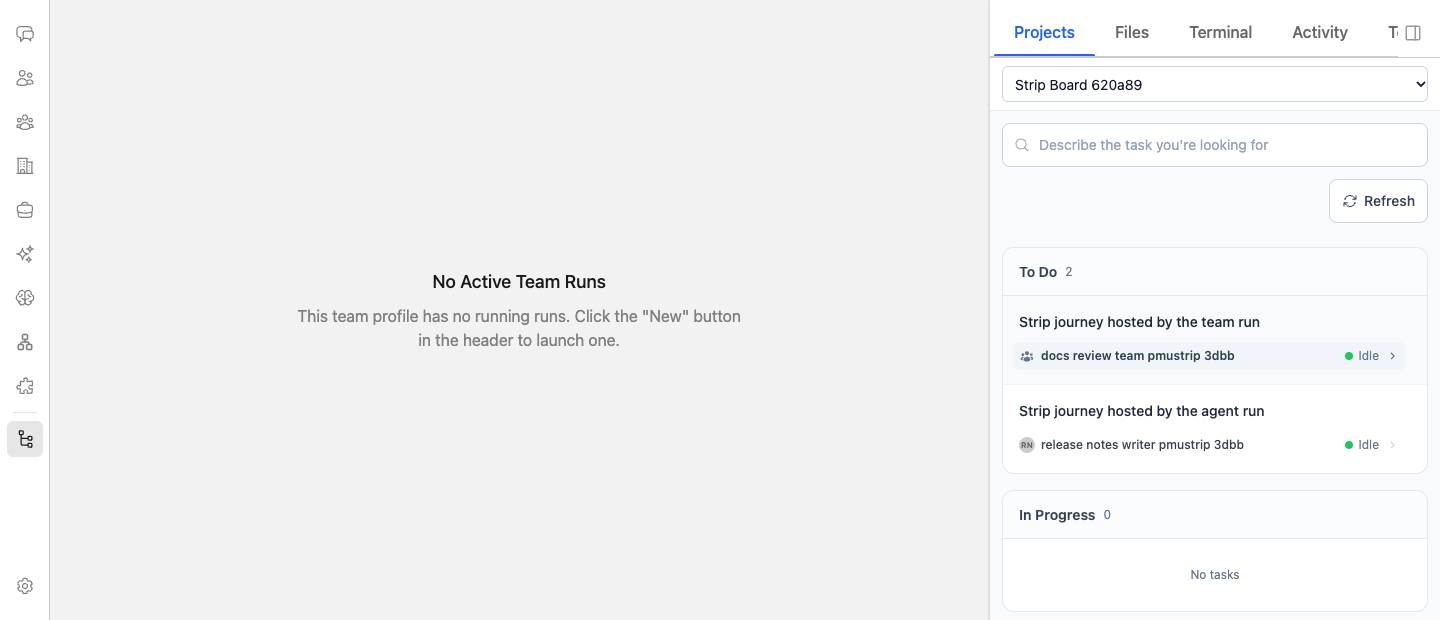 Projects
Files
Terminal
Activity
Strip Board 620a89
Describe the task you're looking for
Refresh
No Active Team Runs
This team profile has no running runs. Click the "New" button
in the header to launch one.
To Do 2
Strip journey hosted by the team run
docs review team pmustrip 3dbb
Idle
Strip journey hosted by the agent run
RN
release notes writer pmustrip 3dbb
Idle
In Progress 0
No tasks